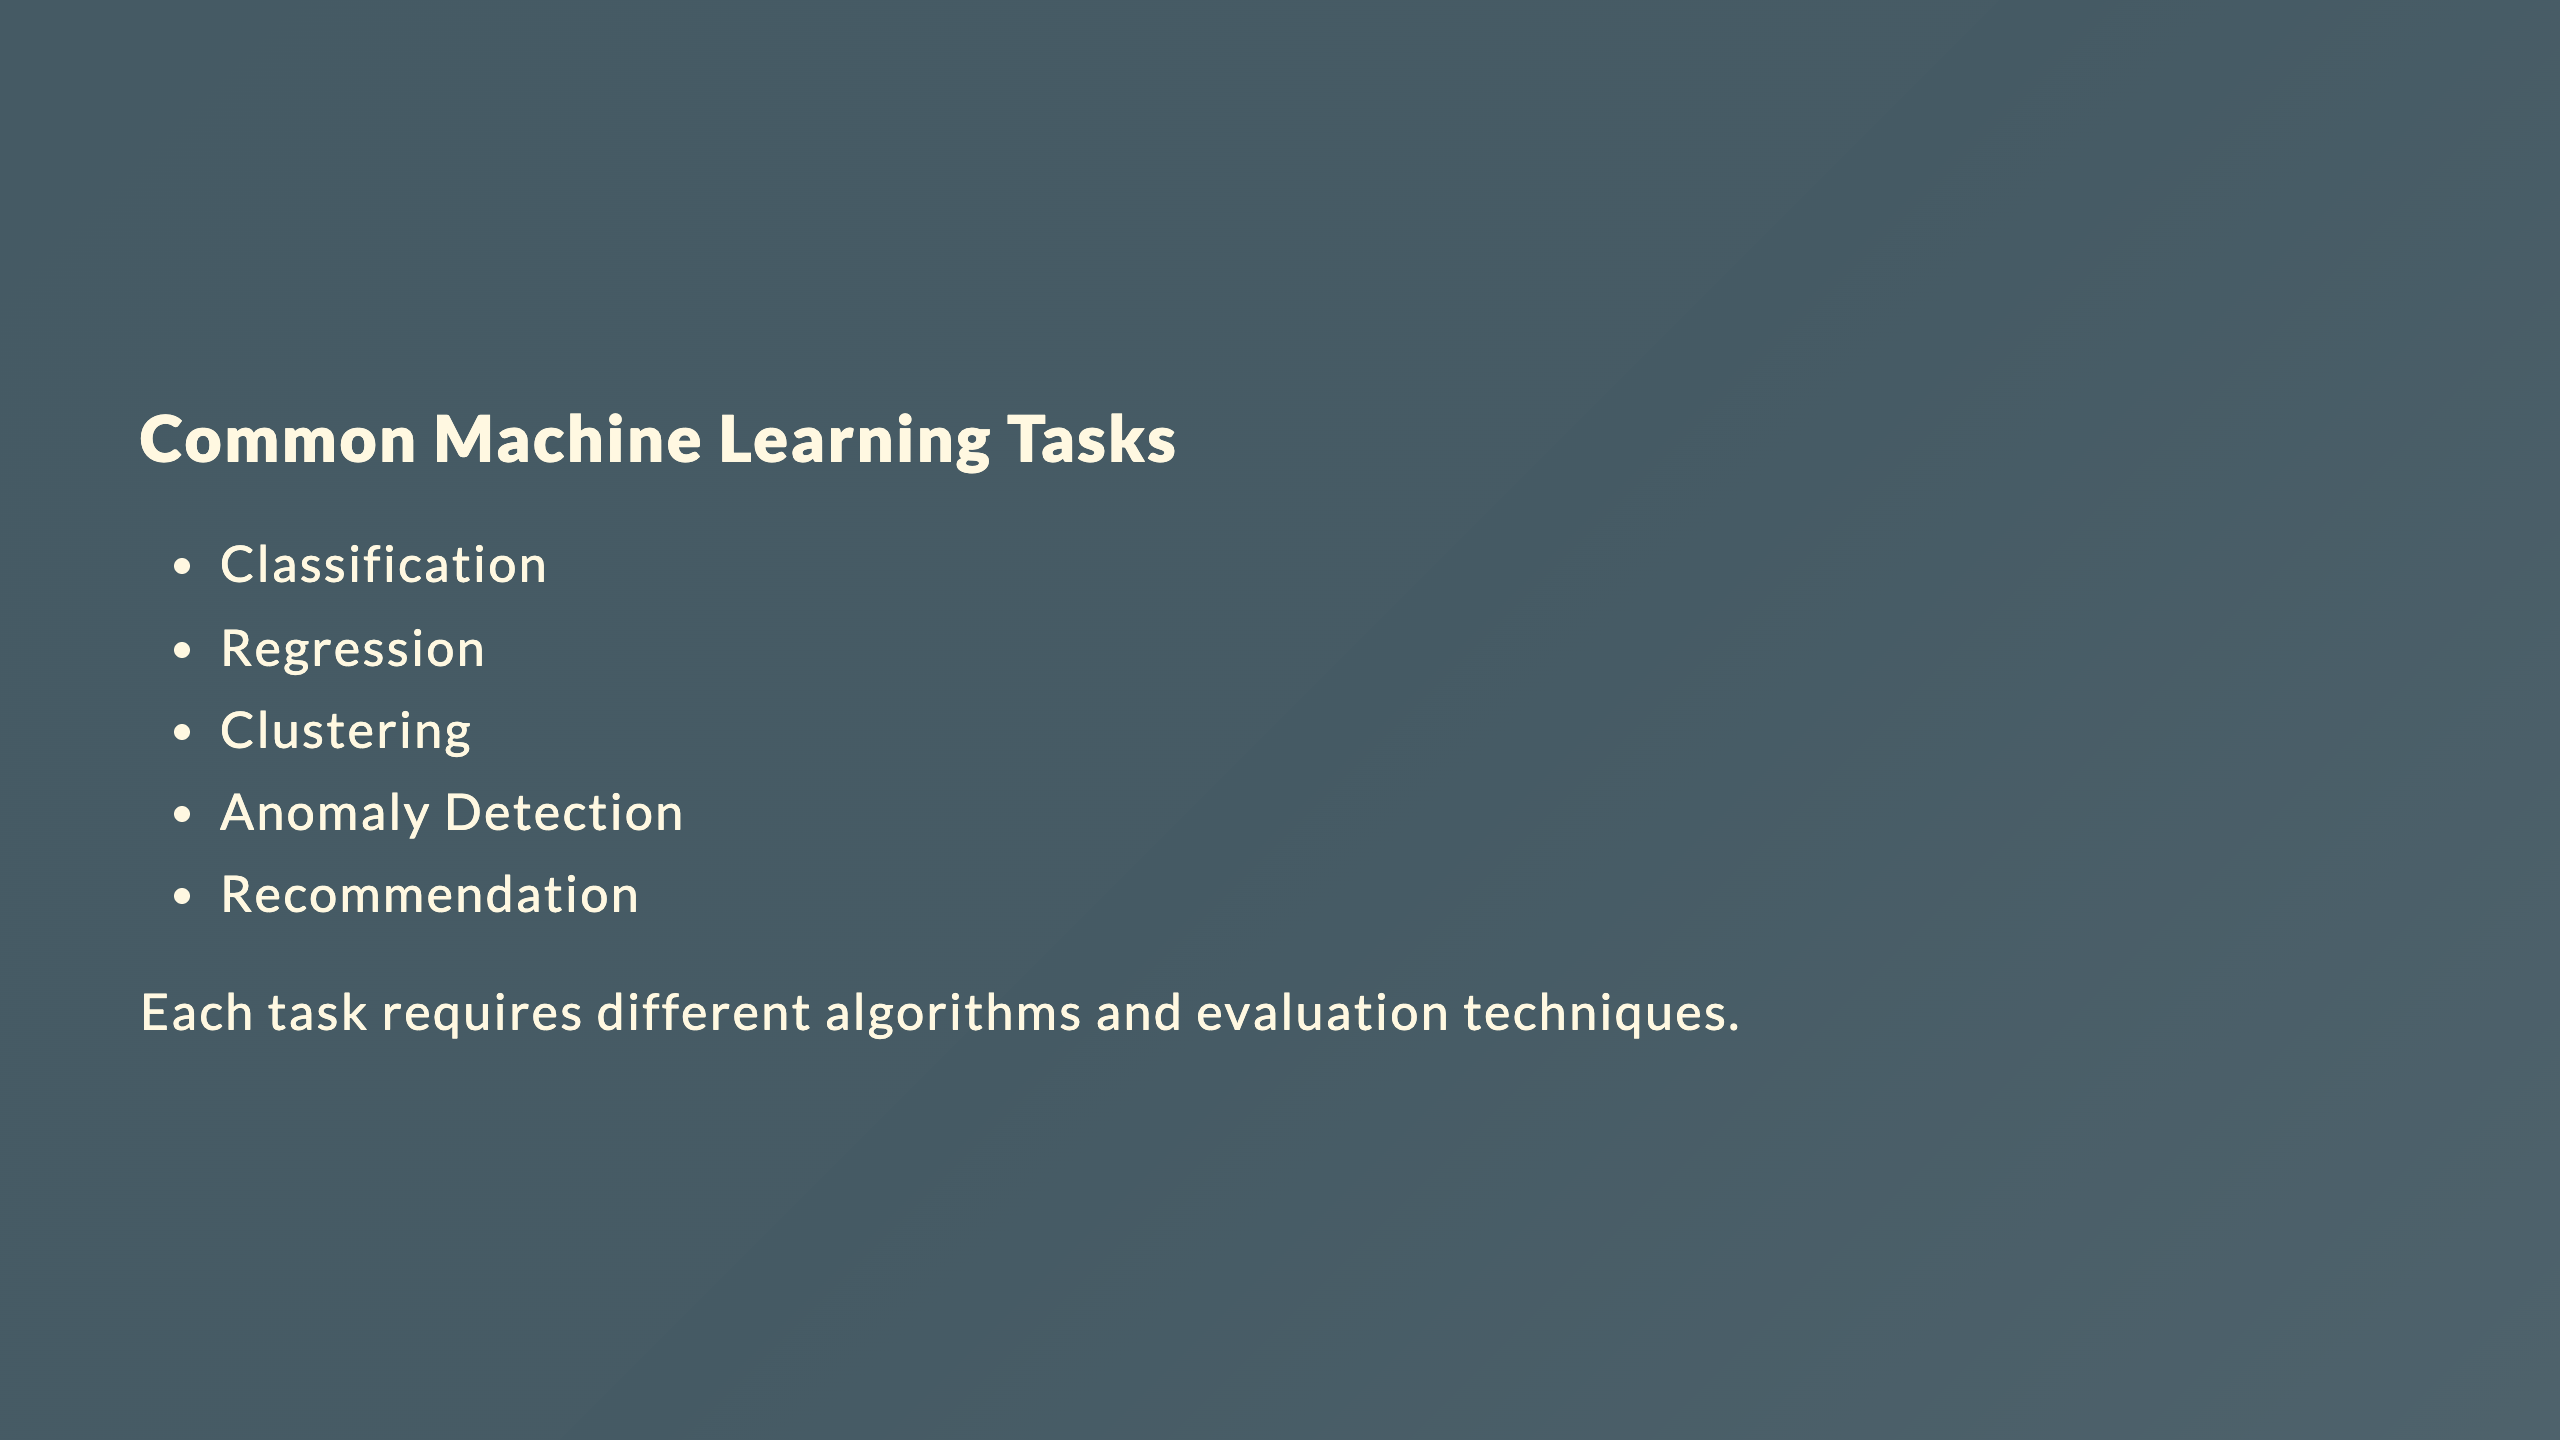 Common Machine Learning Tasks
• Classification
• Regression
• Clustering
• Anomaly Detection
• Recommendation
Each task requires different algorithms and evaluation techniques.